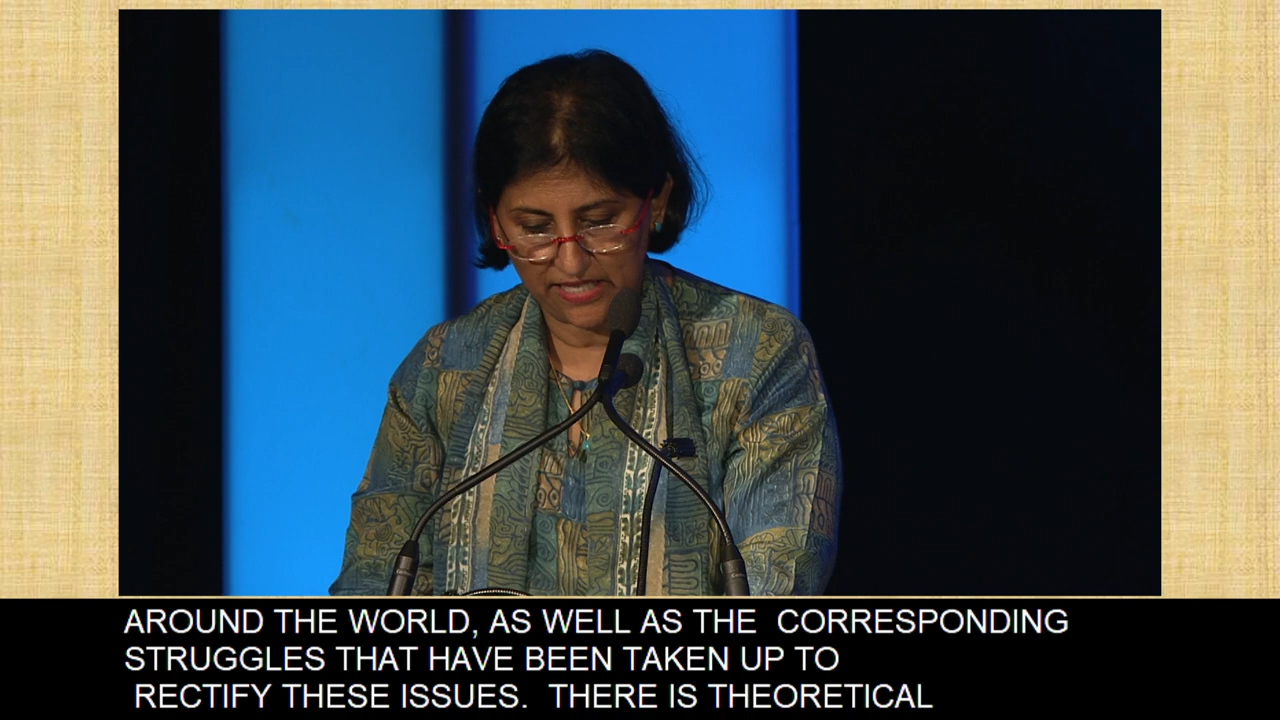 AROUND THE WORLD, AS WELL AS THE  CORRESPONDING
STRUGGLES THAT HAVE BEEN TAKEN UP TO
RECTIFY THESE ISSUES.  THERE IS THEORETICAL